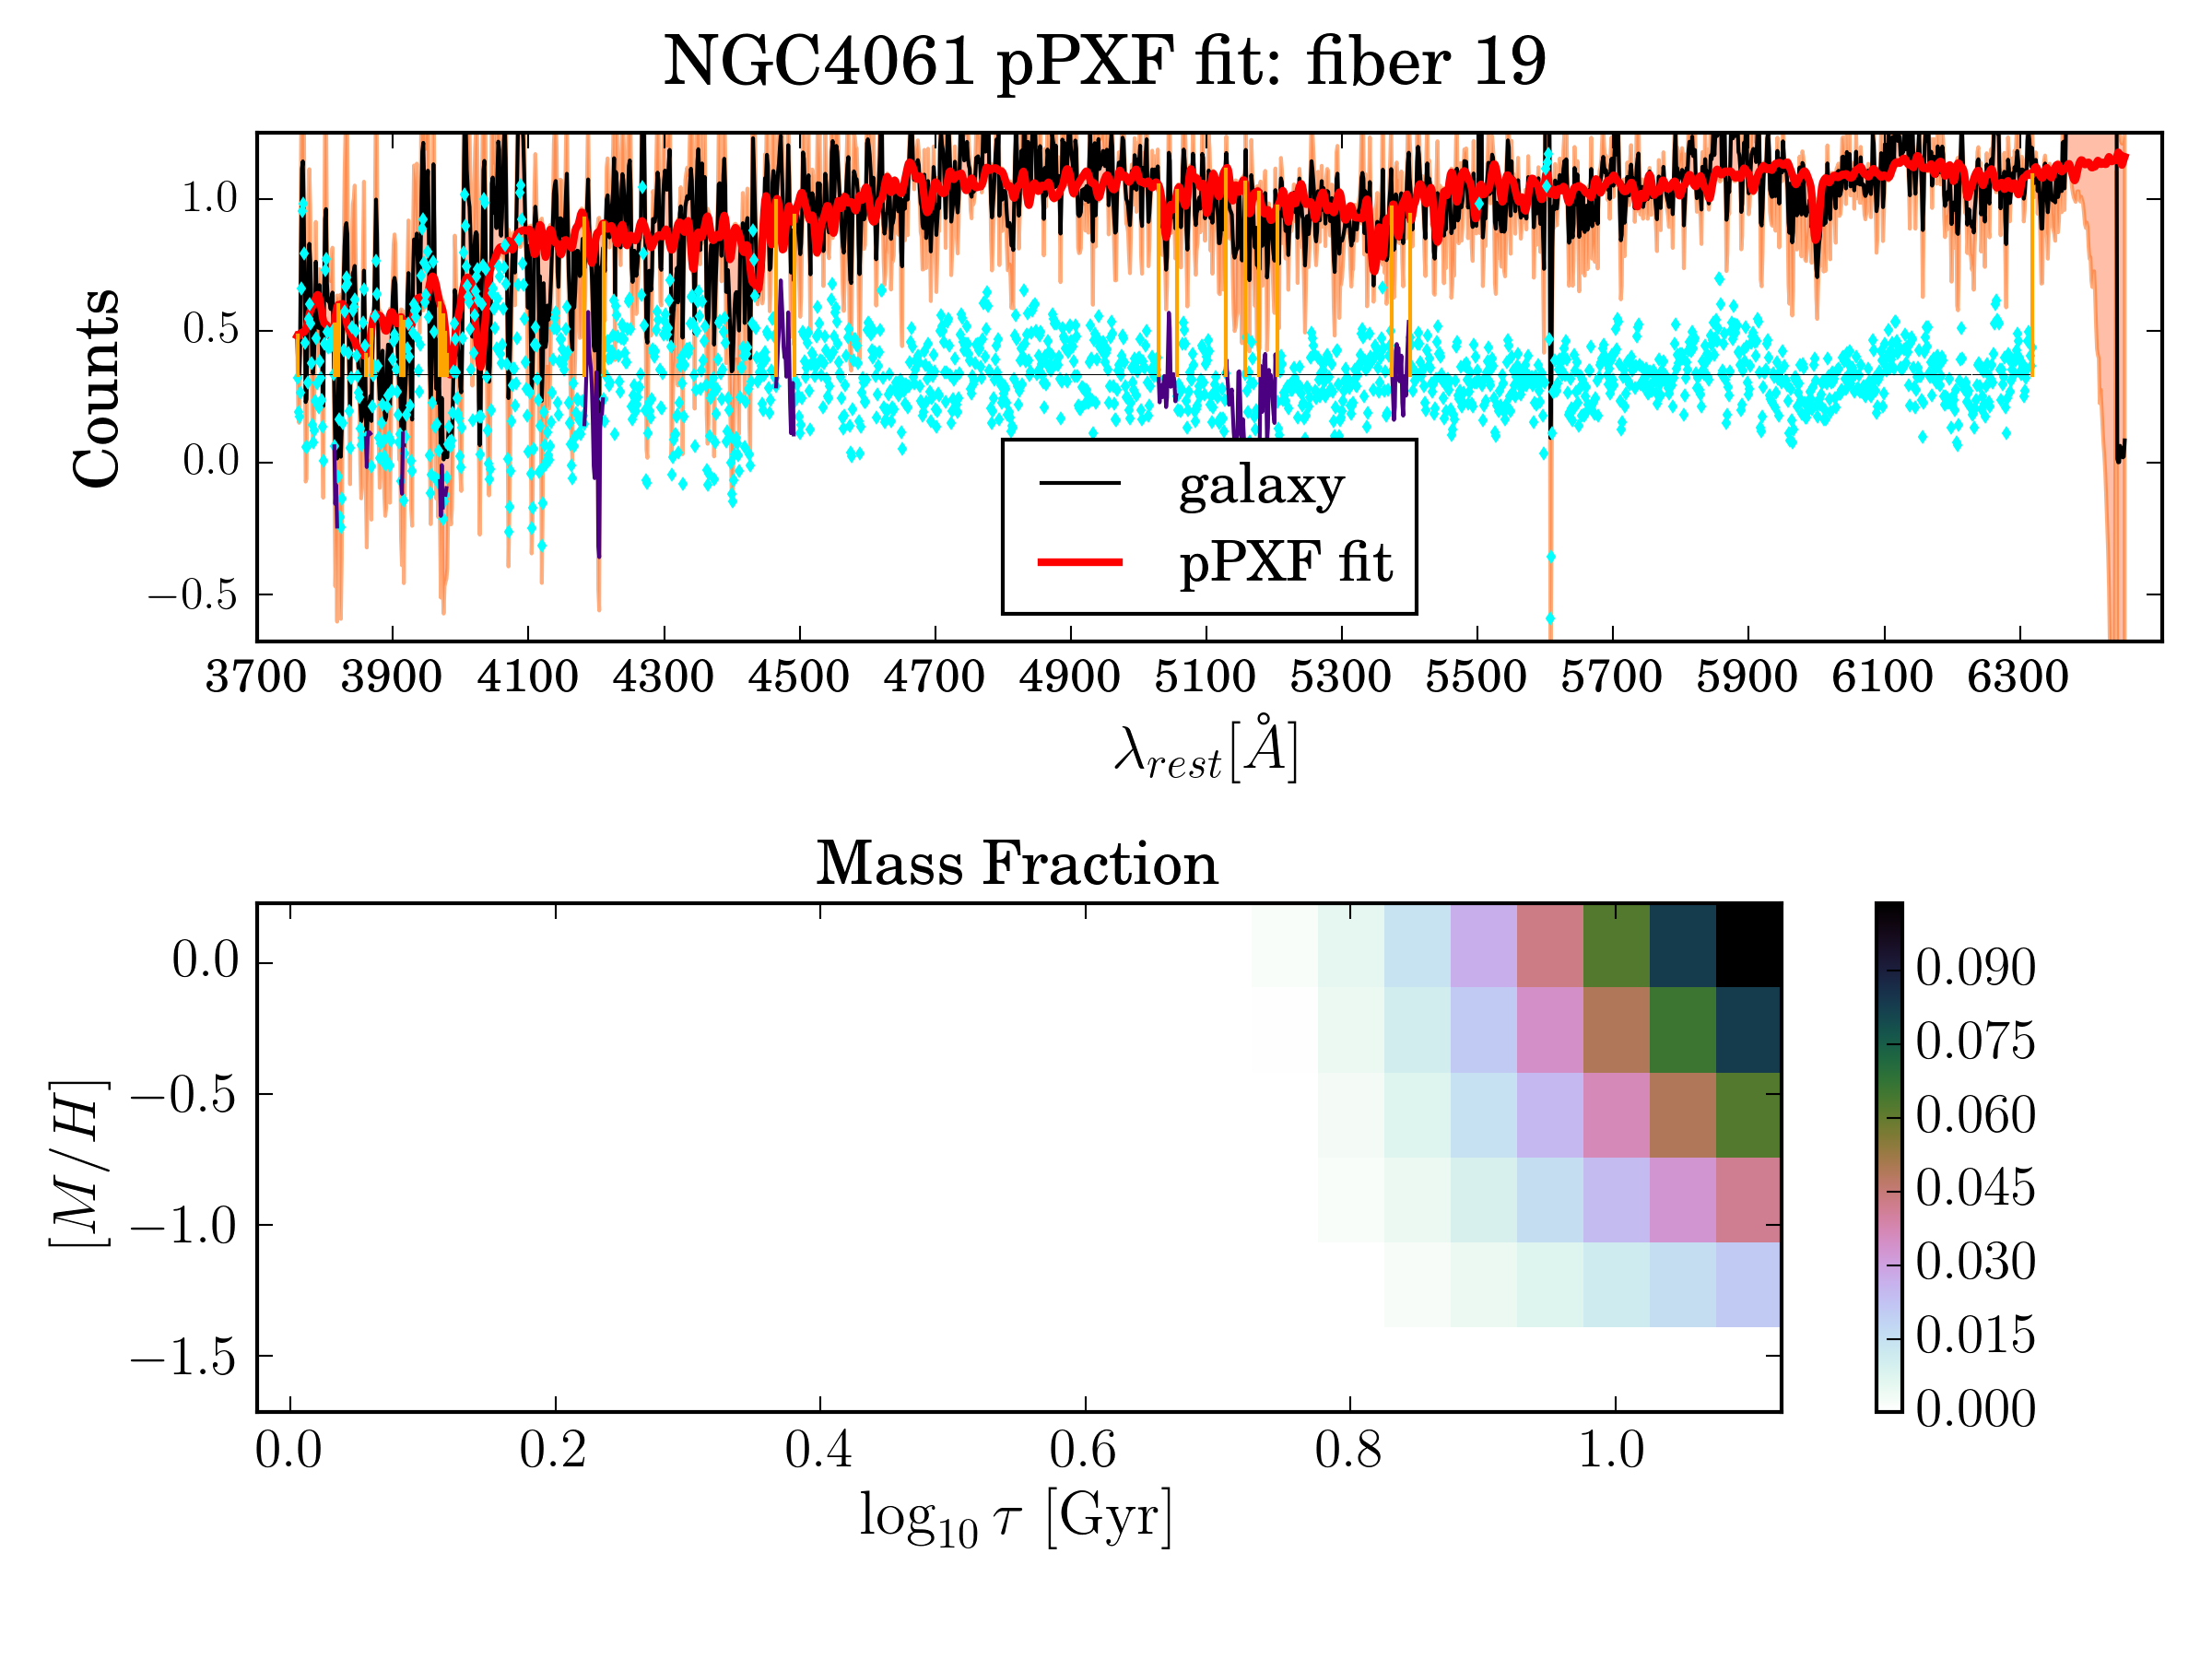 NGC4061 pPXF fit: fiber 19
Counts
1.0
0.5
0.0
−0.5
galaxy
pPXF fit
3700 3900 4100 4300 4500 4700 4900 5100 5300 5500 5700 5900 6100 6300
λrest[Å]
Mass Fraction
[M/H]
0.0
−0.5
−1.0
−1.5
0.0 0.2 0.4 0.6 0.8 1.0
log10 τ [Gyr]
0.090
0.075
0.060
0.045
0.030
0.015
0.000